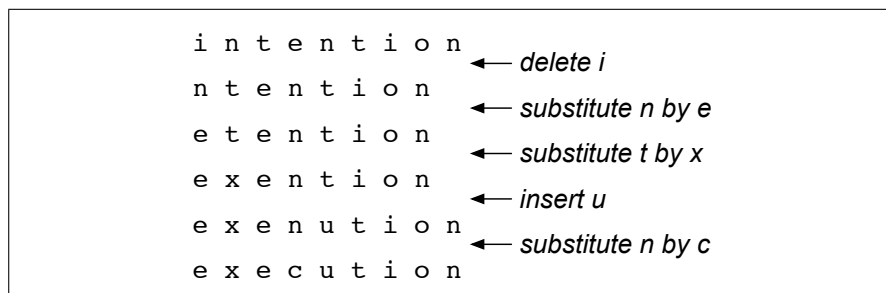 i n t e n t i o n
delete i
n t e n t i o n
substitute n by e
e t e n t i o n
substitute t by x
e x e n t i o n
insert u
e x e n u t i o n
substitute n by c
e x e c u t i o n